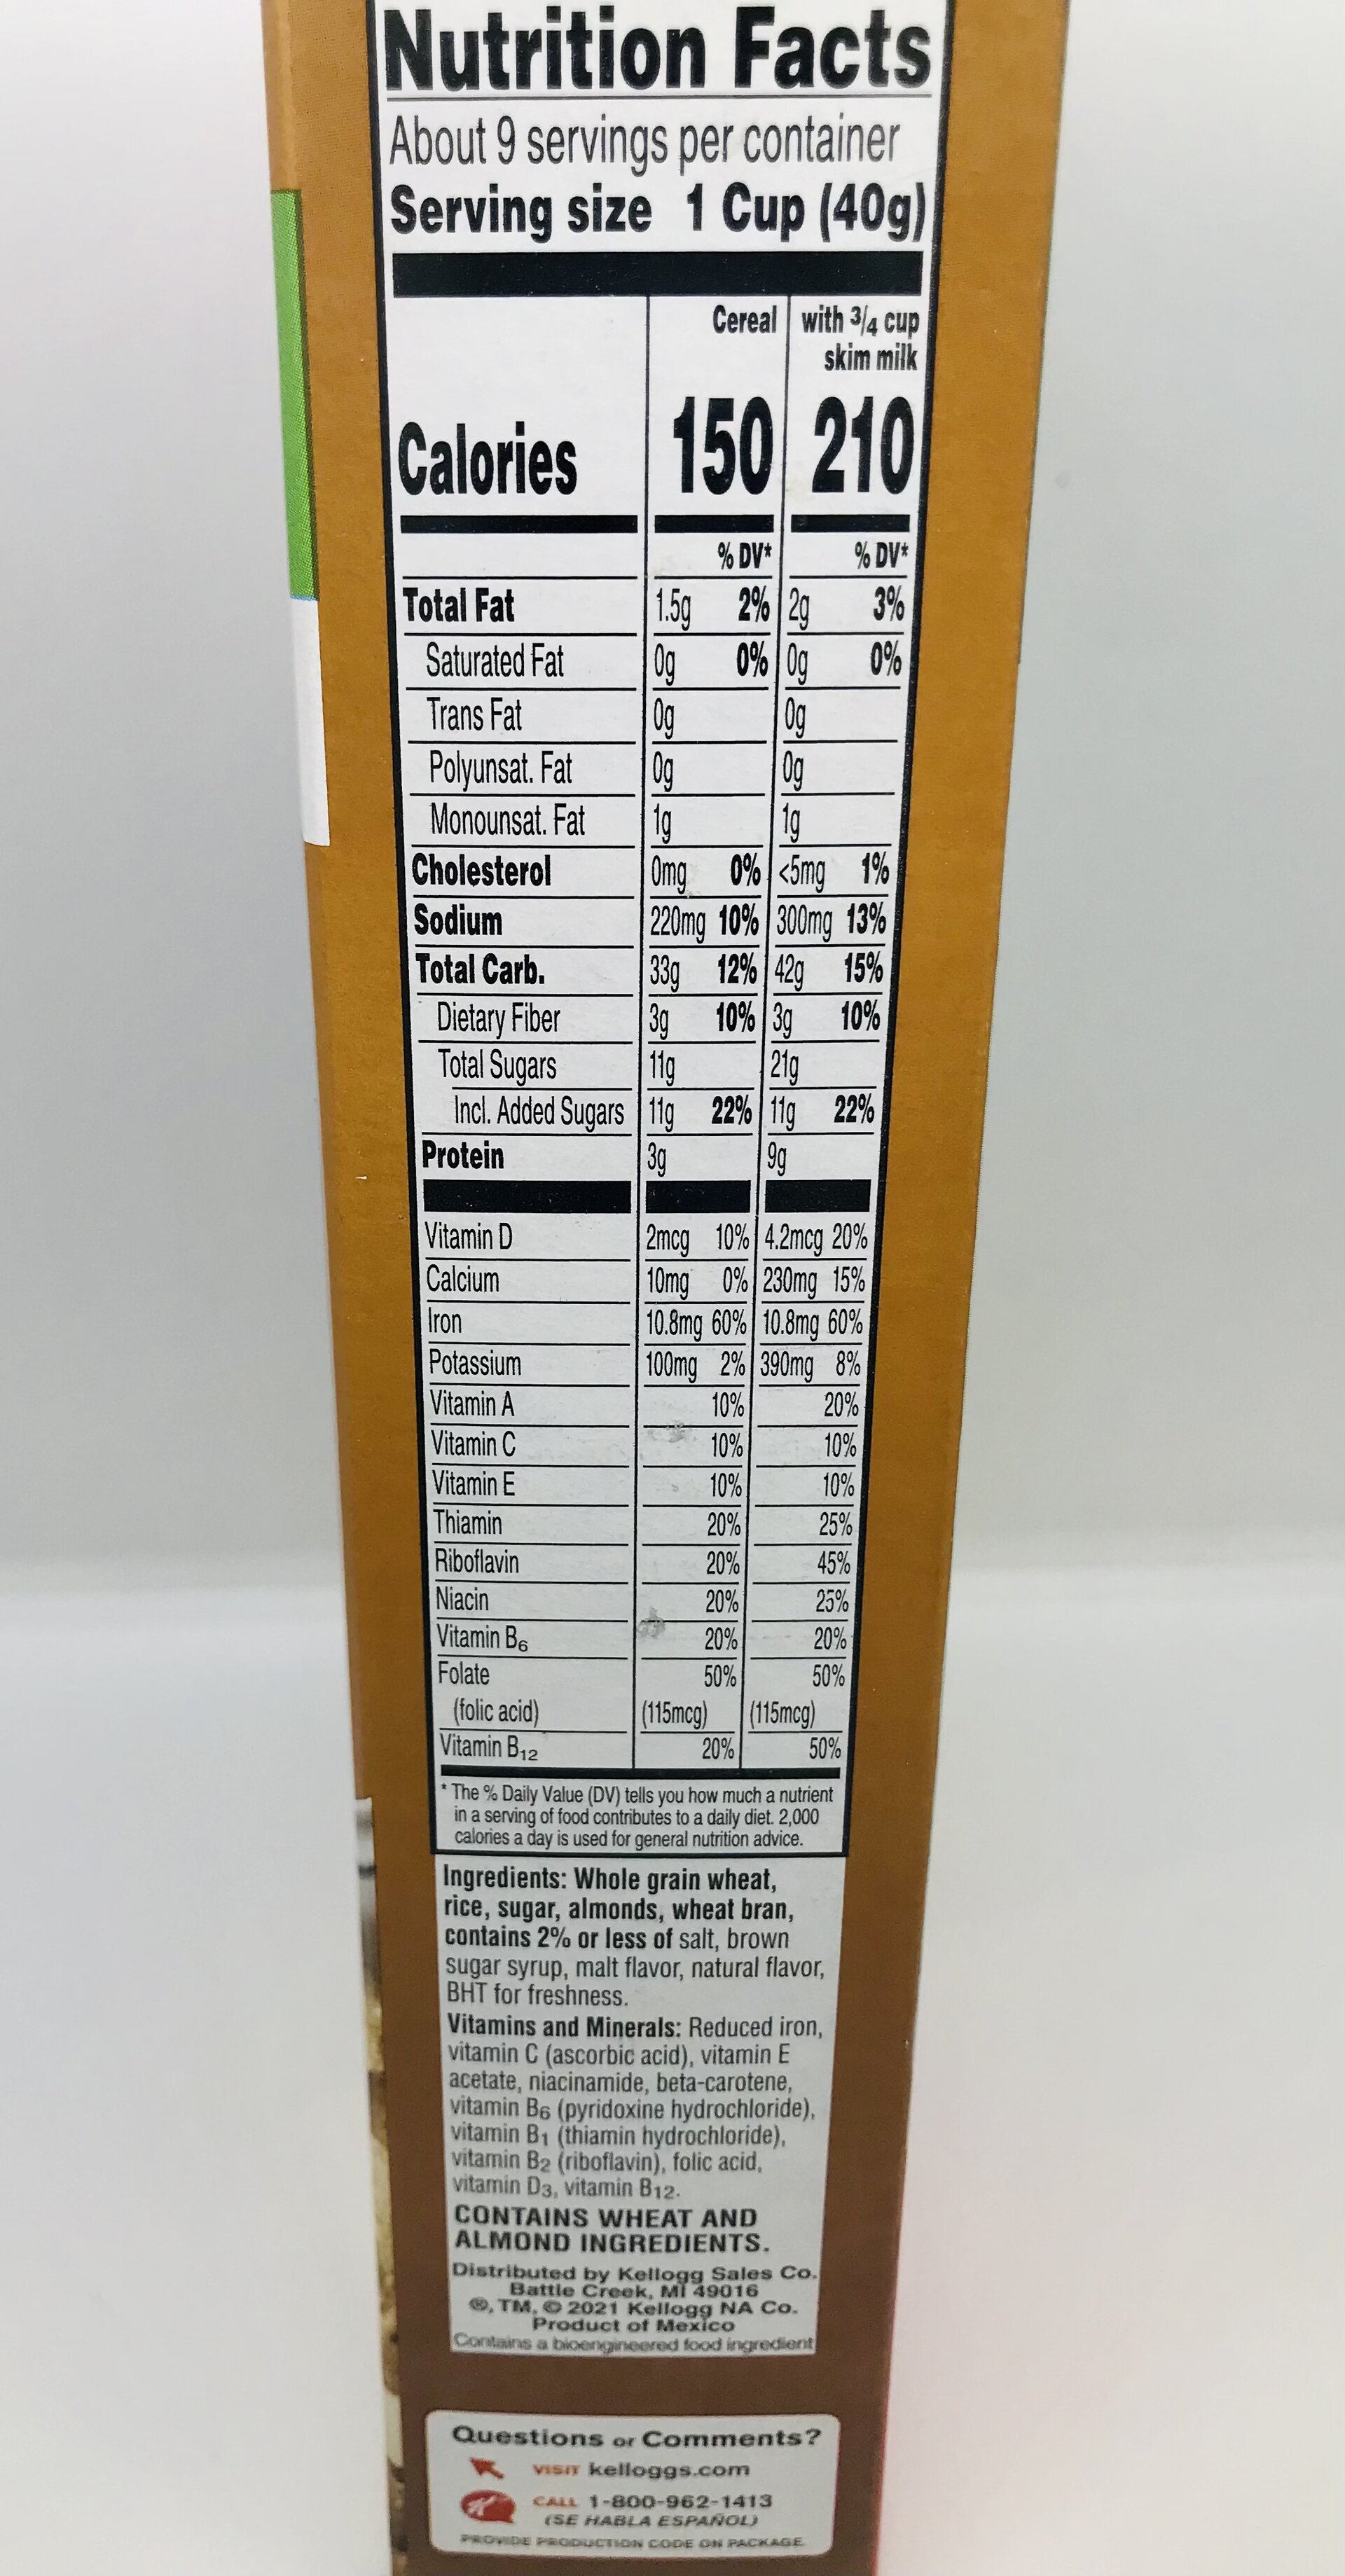 Nutrition Facts
About 9 servings per container
Serving size 1 Cup (40g)
Cereal with 3/4 cup
skim milk
Calories 150 210
% DV* % DV*
Total Fat 1.5g 2% 2g 3%
Saturated Fat 0g 0% 0g 0%
Trans Fat 0g 0g
Polyunsat. Fat 0g 0g
Monounsat. Fat 1g 1g
Cholesterol 0mg 0% <5mg 1%
Sodium 220mg 10% 300mg 13%
Total Carb. 33g 12% 42g 15%
Dietary Fiber 3g 10% 3g 10%
Total Sugars 11g 21g
Incl. Added Sugars 11g 22% 11g 22%
Protein 3g 9g
Vitamin D 2mcg 10% 4.2mcg 20%
Calcium 10mg 0% 230mg 15%
Iron 10.8mg 60% 10.8mg 60%
Potassium 100mg 2% 390mg 8%
Vitamin A 10% 20%
Vitamin C 10% 10%
Vitamin E 10% 10%
Thiamin 20% 25%
Riboflavin 20% 45%
Niacin 20% 25%
Vitamin B6 20% 20%
Folate 50% 50%
(folic acid) (115mcg) (115mcg)
Vitamin B12 20% 50%
* The % Daily Value (DV) tells you how much a nutrient
in a serving of food contributes to a daily diet. 2,000
calories a day is used for general nutrition advice.
Ingredients: Whole grain wheat,
rice, sugar, almonds, wheat bran,
contains 2% or less of salt, brown
sugar syrup, malt flavor, natural flavor,
BHT for freshness.
Vitamins and Minerals: Reduced iron,
vitamin C (ascorbic acid), vitamin E
acetate, niacinamide, beta-carotene,
vitamin B6 (pyridoxine hydrochloride),
vitamin B1 (thiamin hydrochloride),
vitamin B2 (riboflavin), folic acid,
vitamin D3, vitamin B12.
CONTAINS WHEAT AND
ALMOND INGREDIENTS.
Distributed by Kellogg Sales Co.
Battle Creek, MI 49016
®, TM, © 2021 Kellogg NA Co.
Product of Mexico
Contains a bioengineered food ingredient
Questions or Comments?
VISIT kelloggs.com
K
CALL 1-800-962-1413
(SE HABLA ESPAÑOL)
PROVIDE PRODUCTION CODE ON PACKAGE.